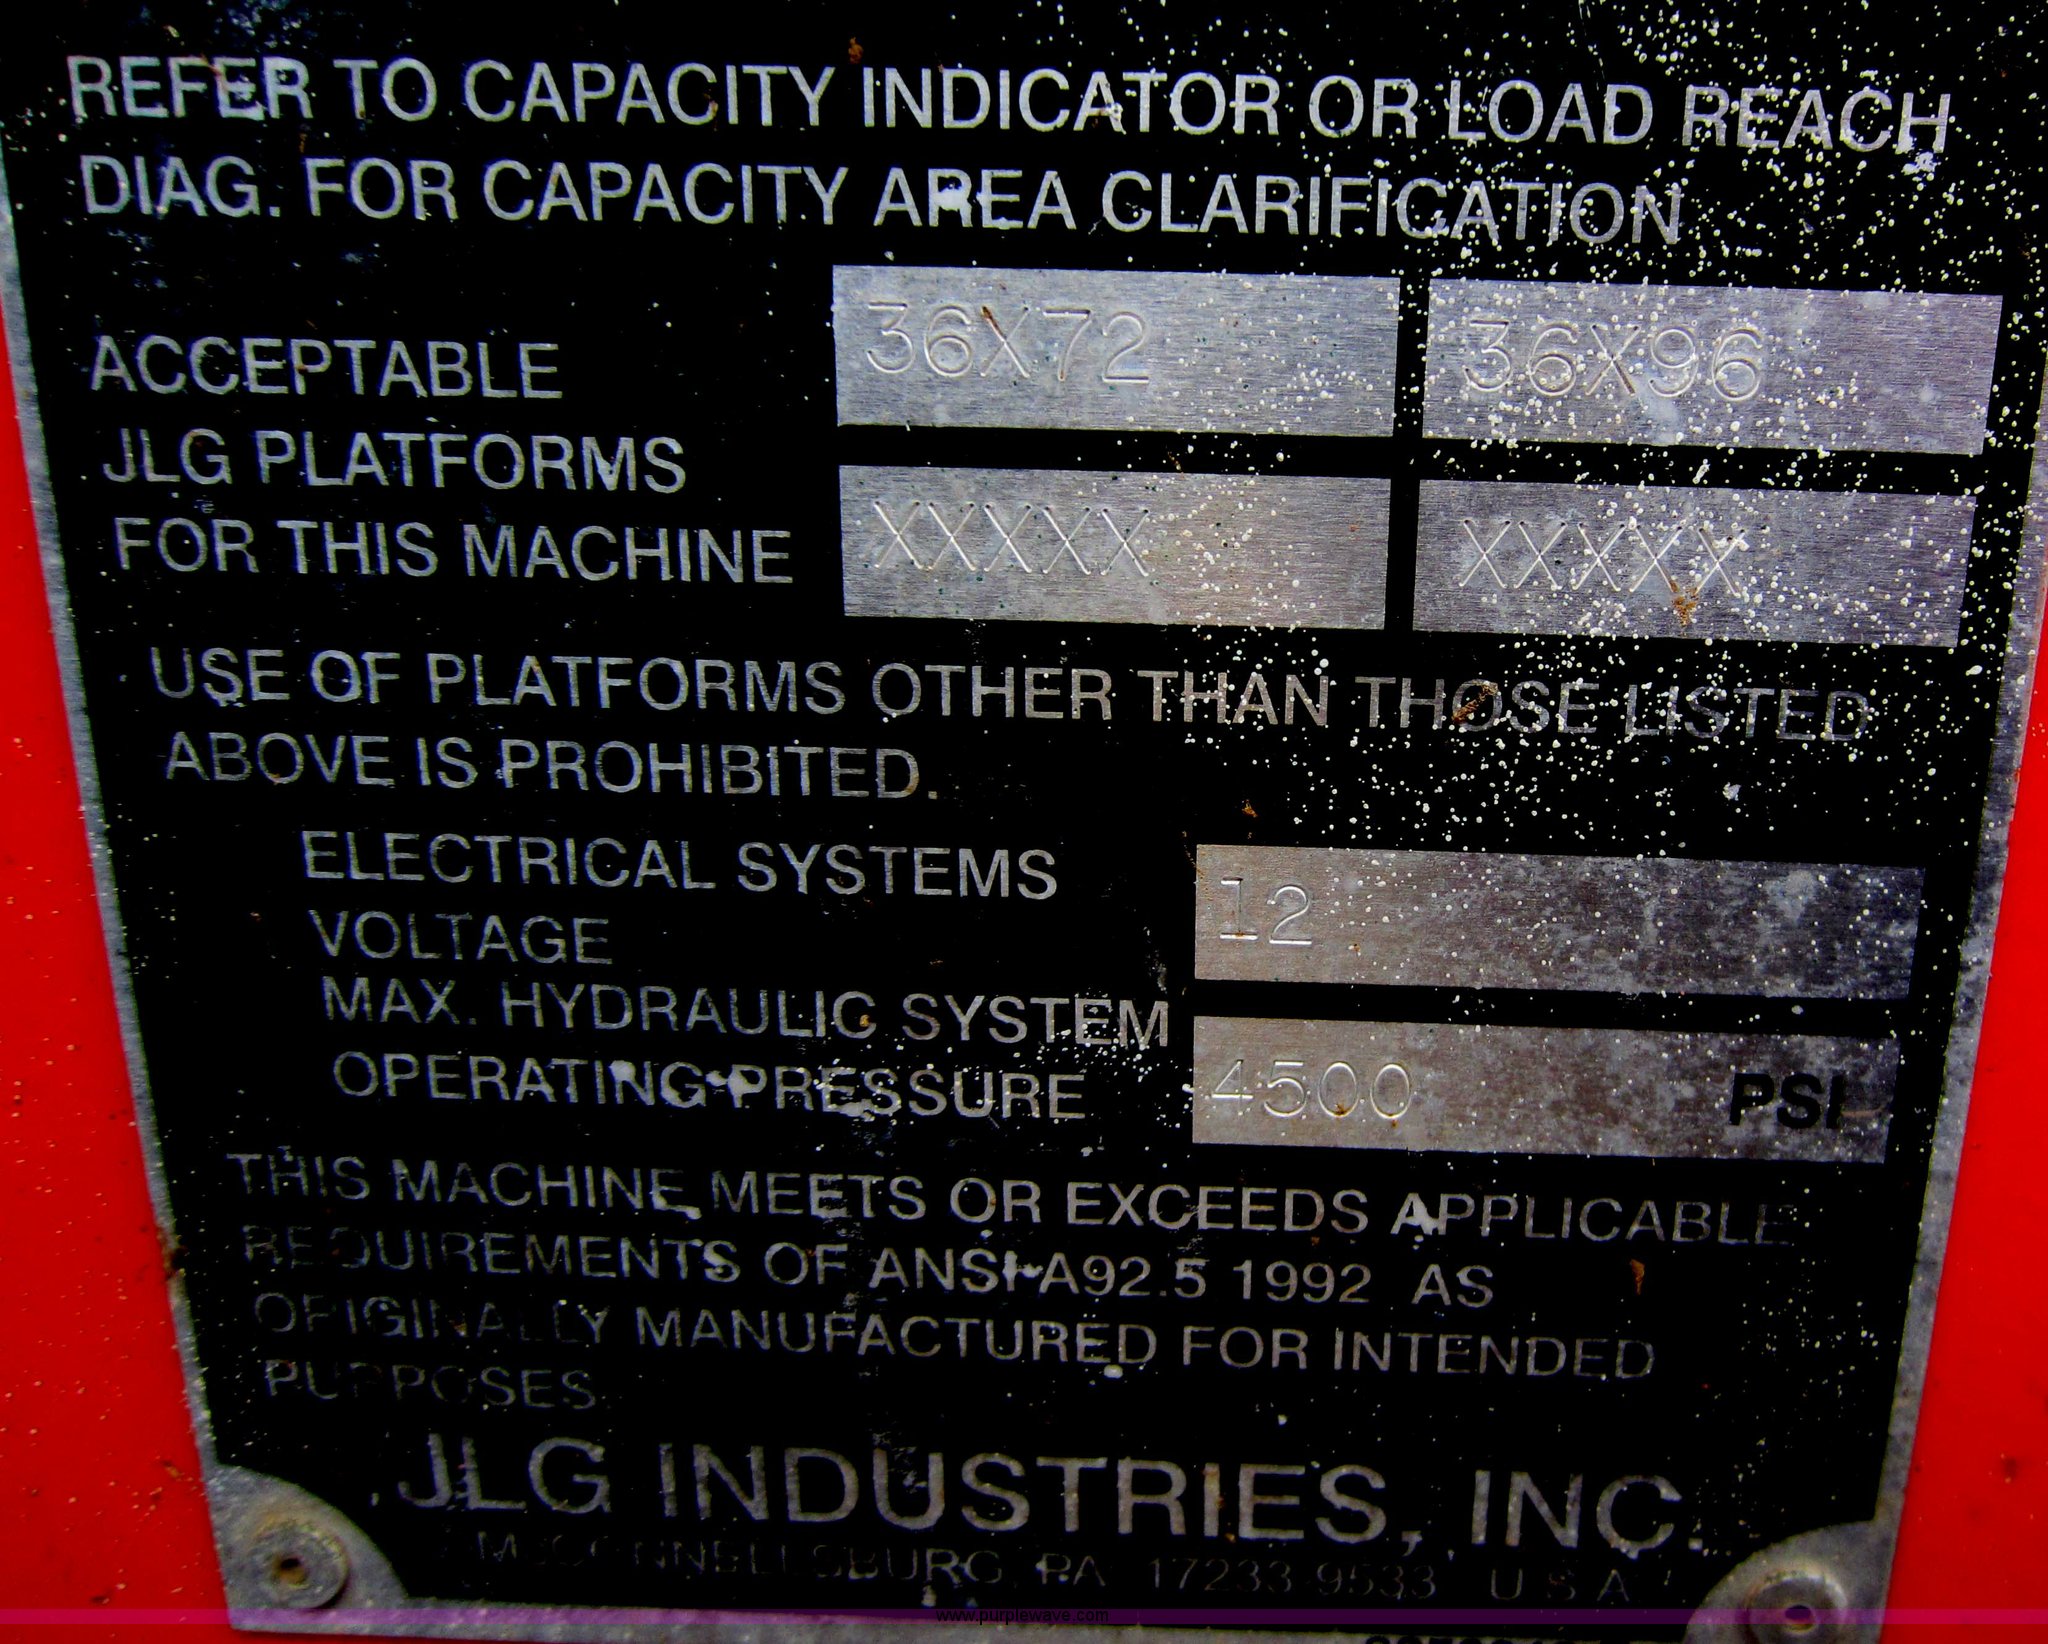 REFER TO CAPACITY INDICATOR OR LOAD REACH
DIAG. FOR CAPACITY AREA CLARIFICATION
ACCEPTABLE
JLG PLATFORMS
FOR THIS MACHINE
36X72 36X96
XXXXX XXXXX
USE OF PLATFORMS OTHER THAN THOSE LISTED
ABOVE IS PROHIBITED.
ELECTRICAL SYSTEMS
VOLTAGE 12
MAX. HYDRAULIC SYSTEM
OPERATING PRESSURE 4500 PSI
THIS MACHINE MEETS OR EXCEEDS APPLICABLE
REQUIREMENTS OF ANSI-A92.5 1992 AS
ORIGINALLY MANUFACTURED FOR INTENDED
PURPOSES
JLG INDUSTRIES, INC.
McCONNELLSBURG, PA 17233-9533 U S A
www.purplewave.com